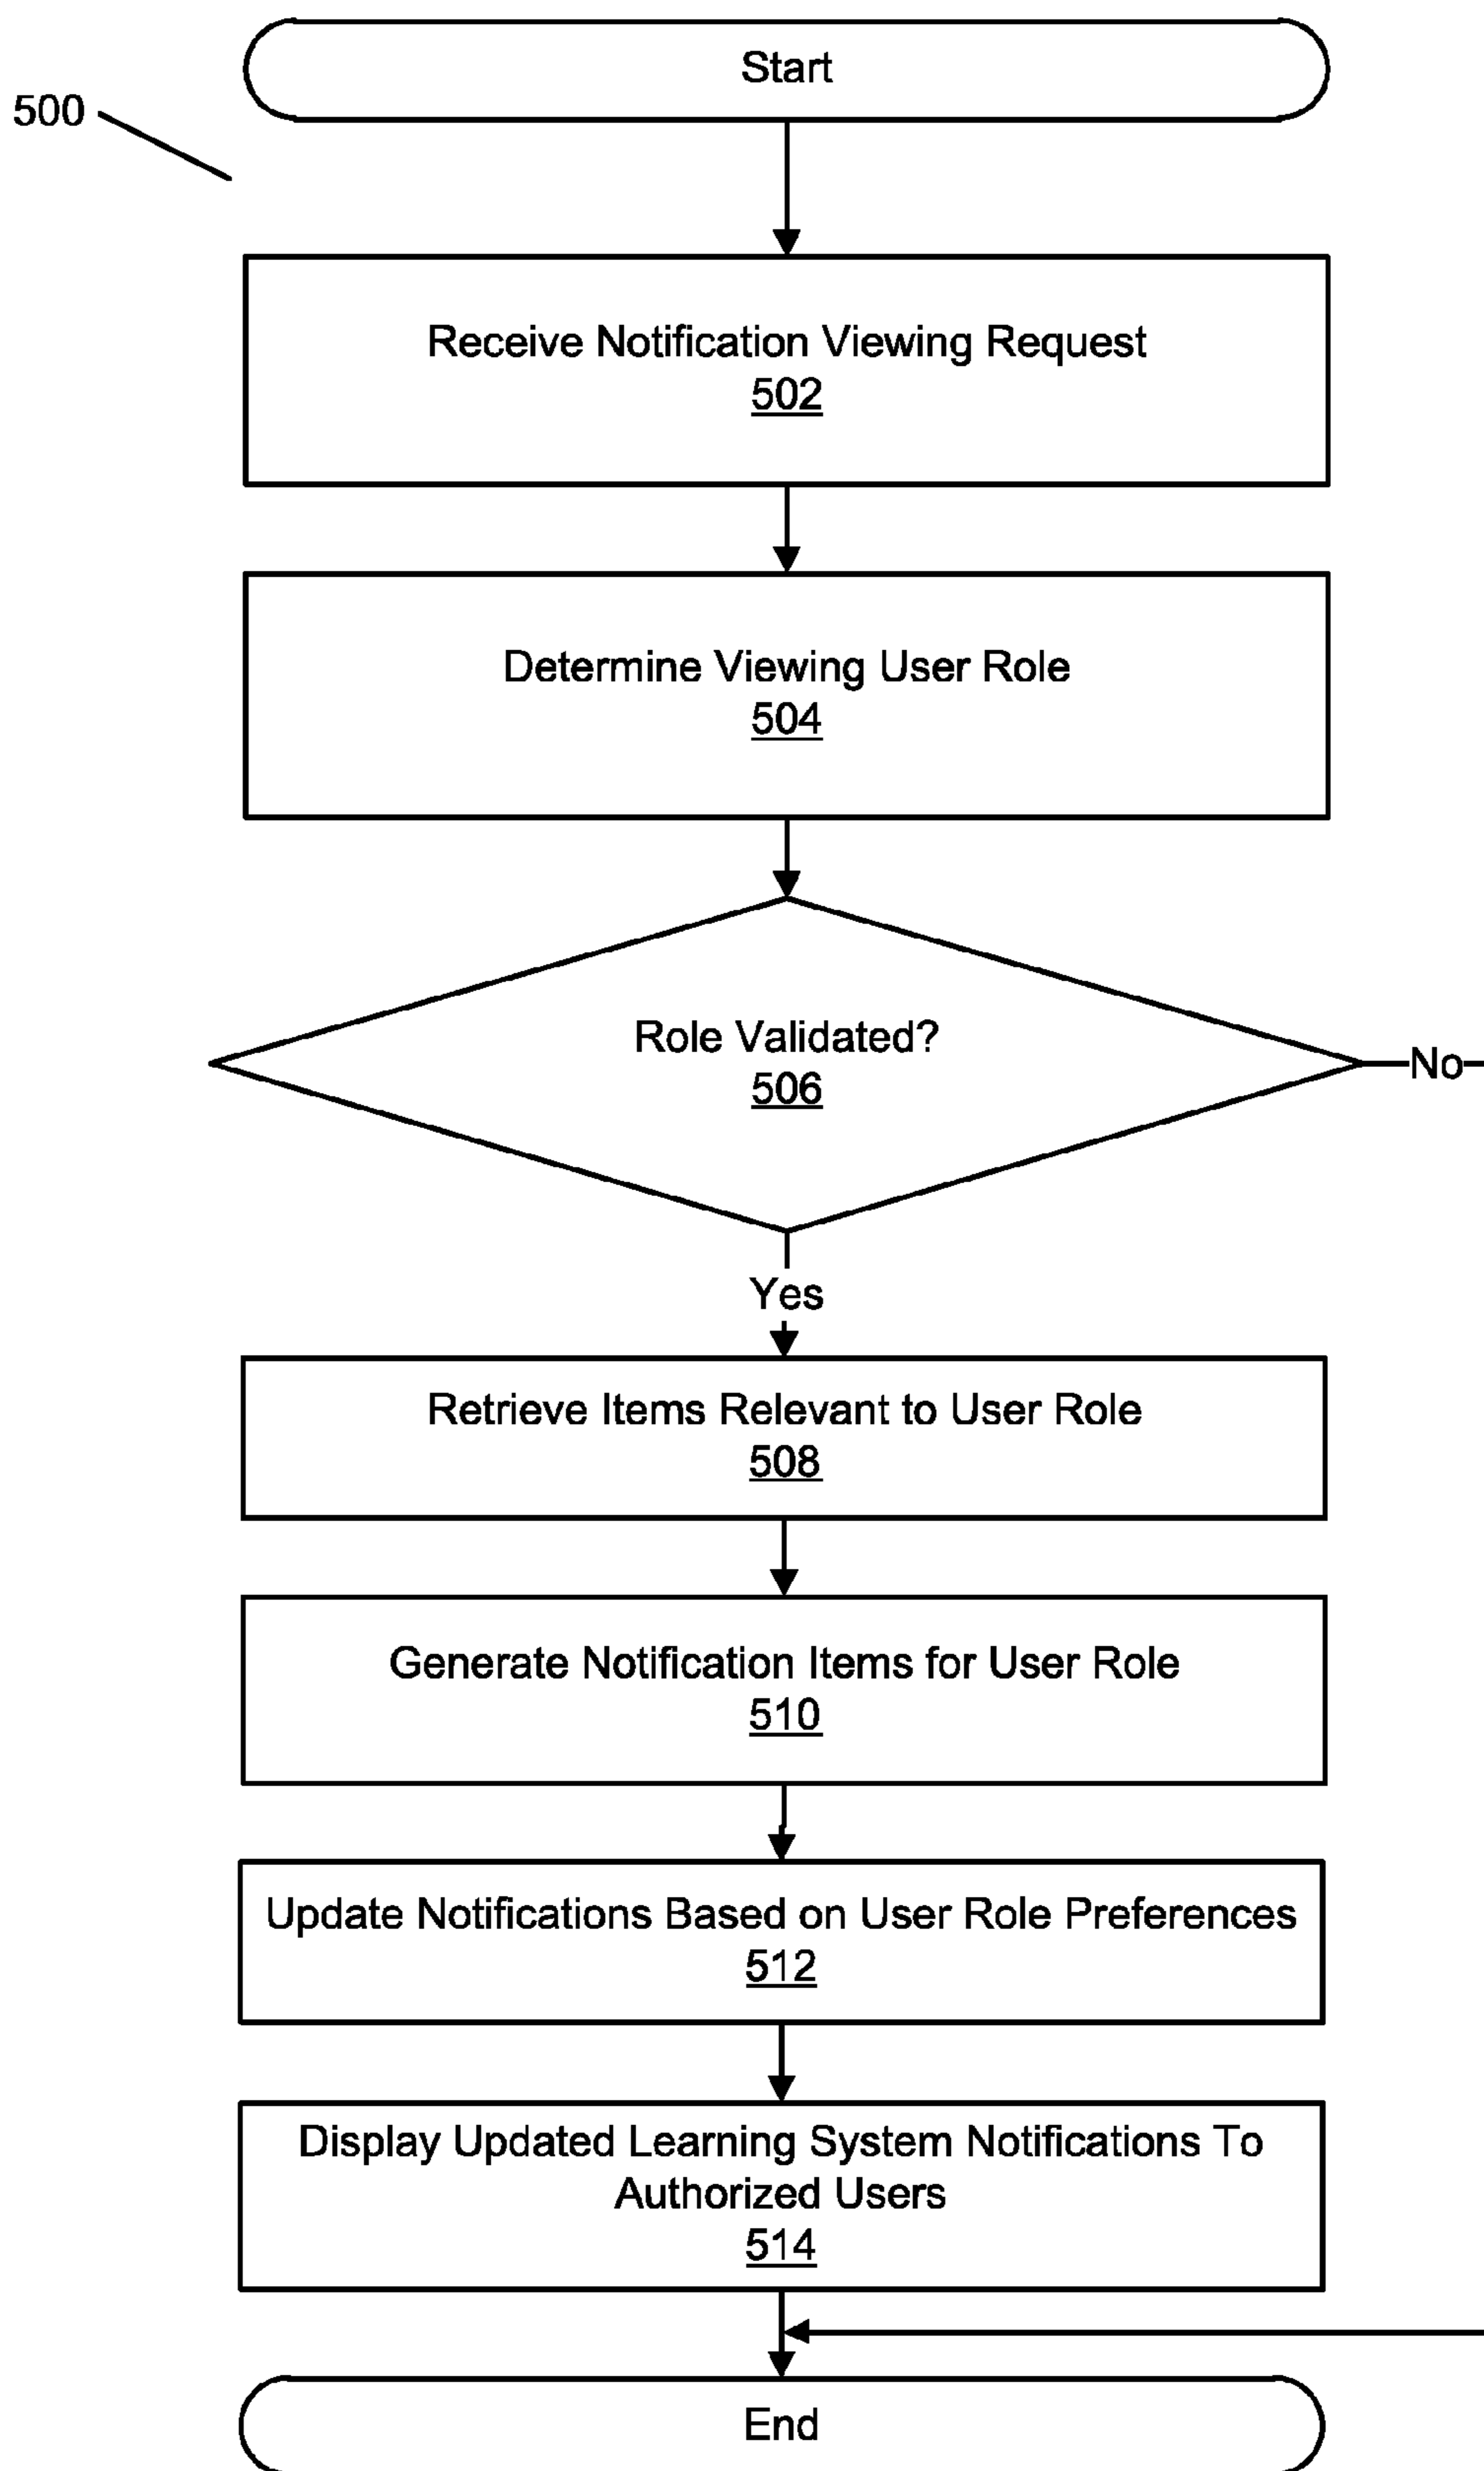 Start
500
Receive Notification Viewing Request
502
Determine Viewing User Role
504
Role Validated?
506
No
Yes
Retrieve Items Relevant to User Role
508
Generate Notification Items for User Role
510
Update Notifications Based on User Role Preferences
512
Display Updated Learning System Notifications To
Authorized Users
514
End